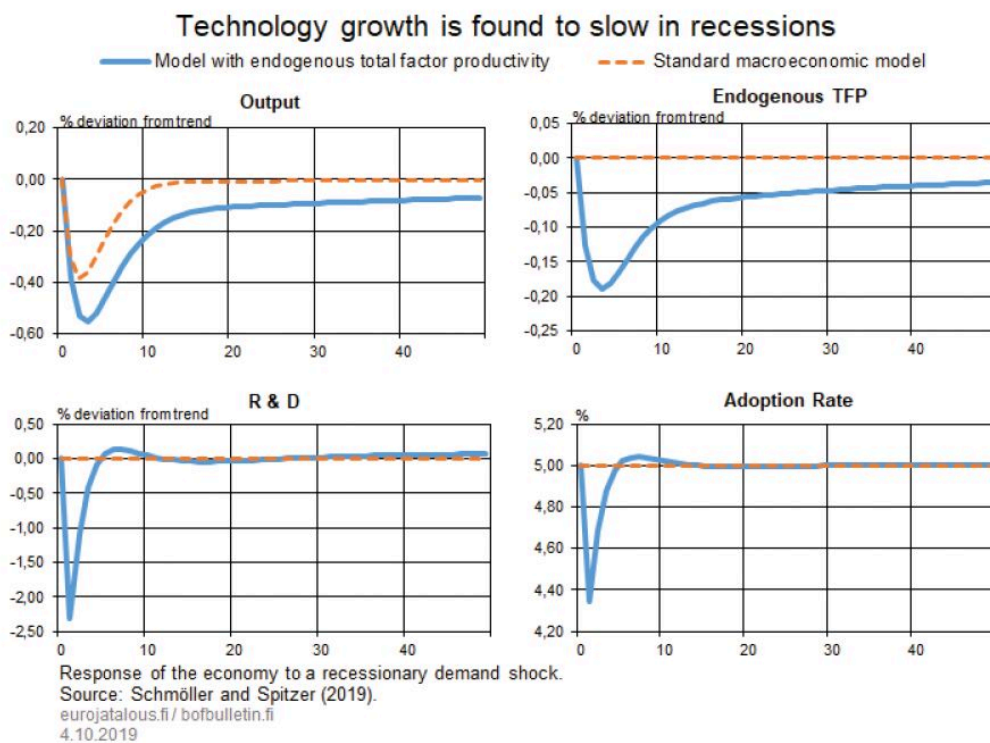 Technology growth is found to slow in recessions
Model with endogenous total factor productivity
Standard macroeconomic model
Output
% deviation from trend
0,20
0,00
-0,20
-0,40
-0,60
0 10 20 30 40
Endogenous TFP
% deviation from trend
0,05
0,00
-0,05
-0,10
-0,15
-0,20
-0,25
0 10 20 30 40
R & D
% deviation from trend
0,50
0,00
-0,50
-1,00
-1,50
-2,00
-2,50
0 10 20 30 40
Adoption Rate
%
5,20
5,00
4,80
4,60
4,40
4,20
0 10 20 30 40
Response of the economy to a recessionary demand shock.
Source: Schmöller and Spitzer (2019).
eurojatalous.fi / bofbulletin.fi
4.10.2019